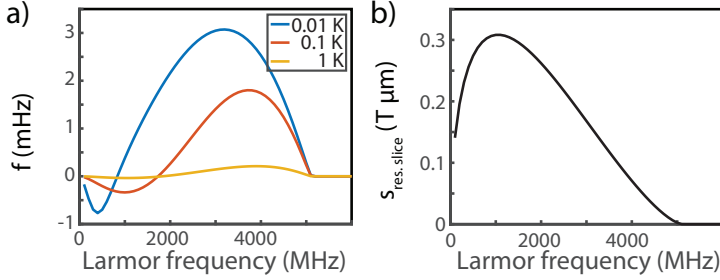 a)
f (mHz)
3
2
1
0
-1
0.01 K
0.1 K
1 K
0 2000 4000
Larmor frequency (MHz)
b)
s_res. slice (T μm)
0.3
0.2
0.1
0
0 2000 4000
Larmor frequency (MHz)